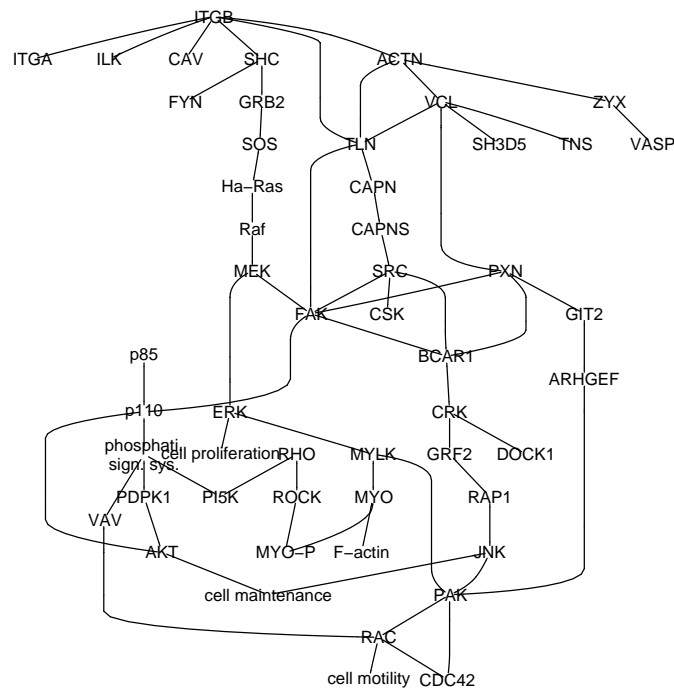 ITGB
ITGA
ILK
CAV
SHC
ACTN
FYN
GRB2
VCL
ZYX
SOS
TLN
SH3D5
TNS
VASP
Ha−Ras
CAPN
Raf
CAPNS
MEK
SRC
PXN
FAK
CSK
GIT2
p85
BCAR1
ARHGEF
p110
ERK
CRK
phosphati.
sign. sys.
cell proliferation
RHO
MYLK
GRF2
DOCK1
PDPK1
PI5K
ROCK
MYO
RAP1
VAV
AKT
MYO−P
F−actin
JNK
cell maintenance
PAK
RAC
cell motility
CDC42